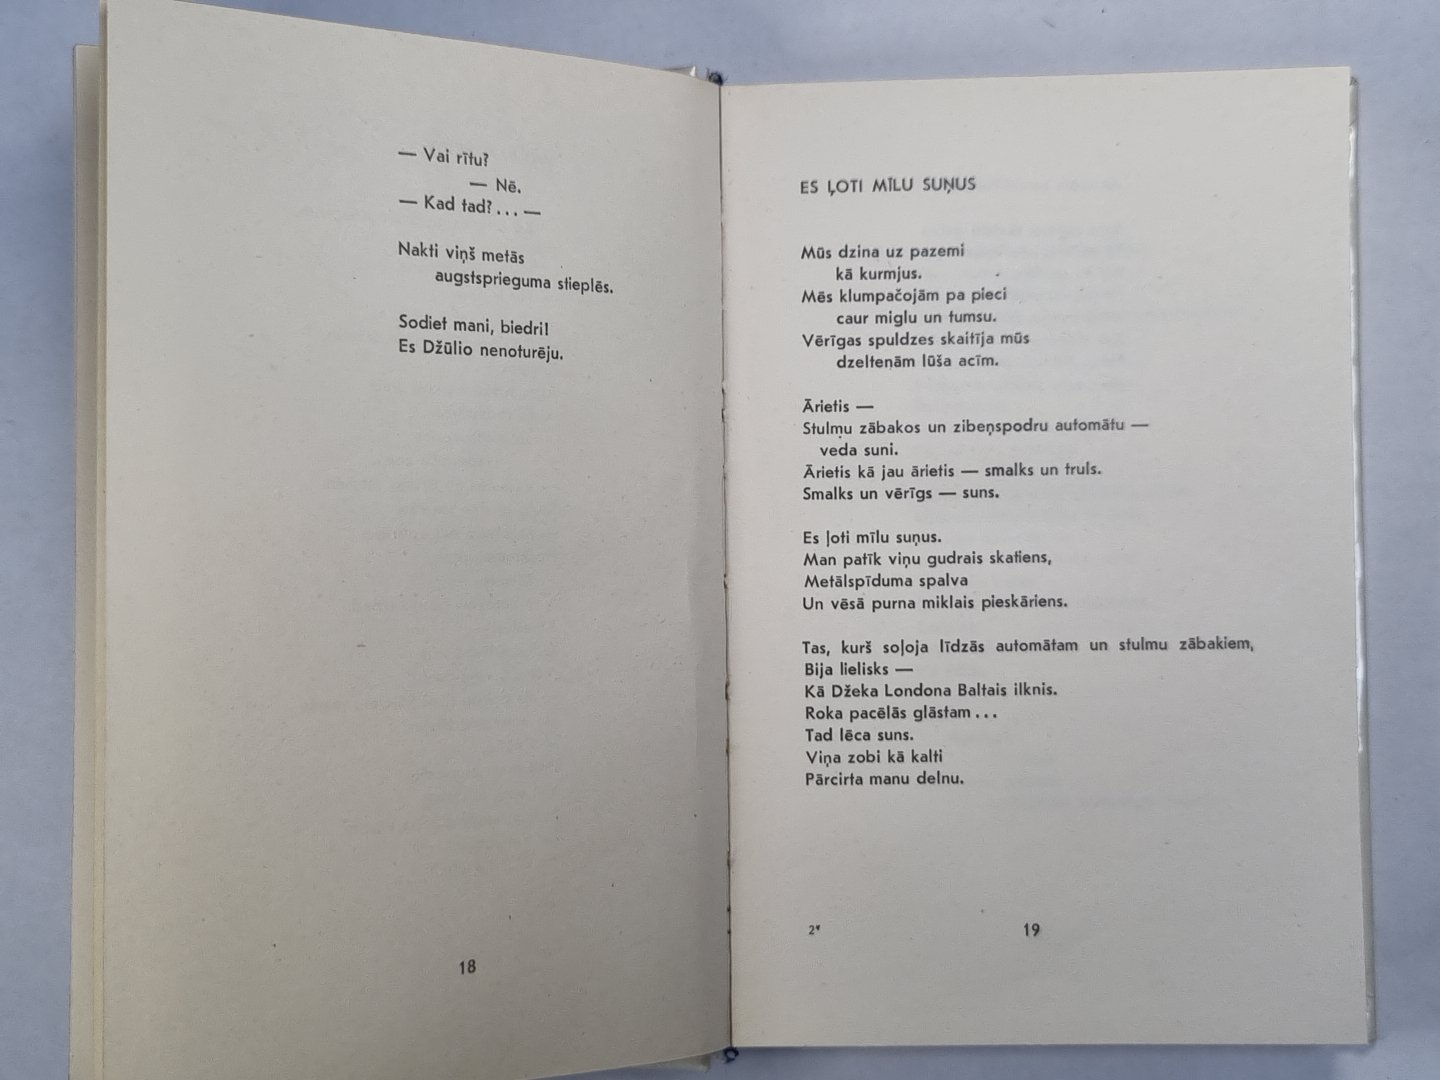 — Vai rītu?
— Nē.
— Kad tad?... —
Nakti viņš metās
augstsprieguma stieplēs.
Sodiet mani, biedri!
Es Džūlio nenoturēju.
18
ES ĻOTI MĪLU SUŅUS
Mūs dzina uz pazemi
kā kurmjus.
Mēs klumpačojām pa pieci
caur miglu un tumsu.
Vērīgas spuldzes skaitīja mūs
dzeltenām lūša acīm.
Ārietis —
Stulmu zābakos un zibeņspodru automātu —
veda suni.
Ārietis kā jau ārietis — smalks un truls.
Smalks un vērīgs — suns.
Es ļoti mīlu suņus.
Man patīk viņu gudrais skatiens,
Metālspīduma spalva
Un vēsā purna miklais pieskāriens.
Tas, kurš soļoja līdzās automātam un stulmu zābakiem,
Bija lielisks —
Kā Džeka Londona Baltais ilknis.
Roka pacēlās glāstam...
Tad lēca suns.
Viņa zobi kā kalti
Pārcirta manu delnu.
2*
19